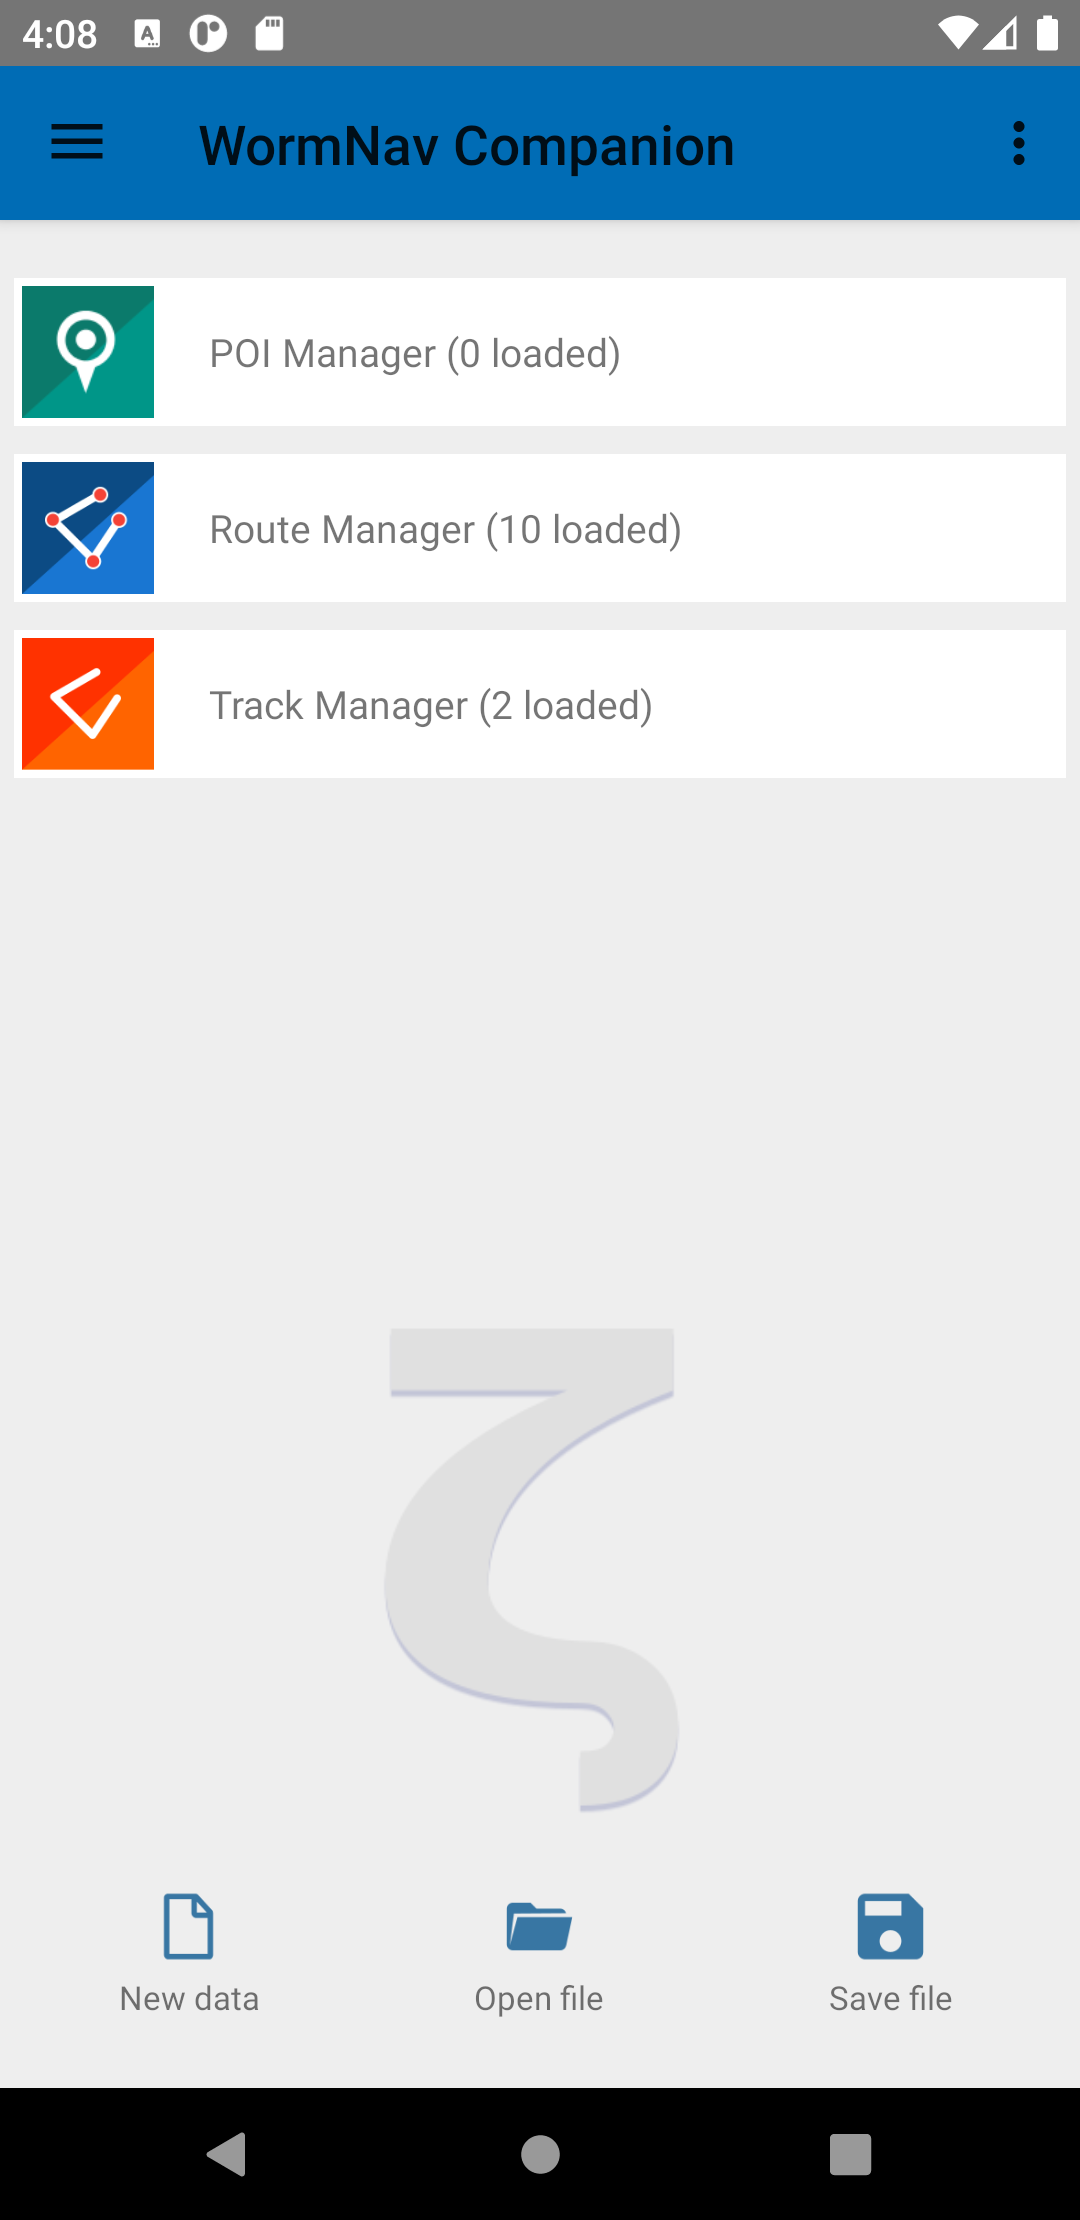 4:08
WormNav Companion
POI Manager (0 loaded)
Route Manager (10 loaded)
Track Manager (2 loaded)
ζ
New data
Open file
Save file